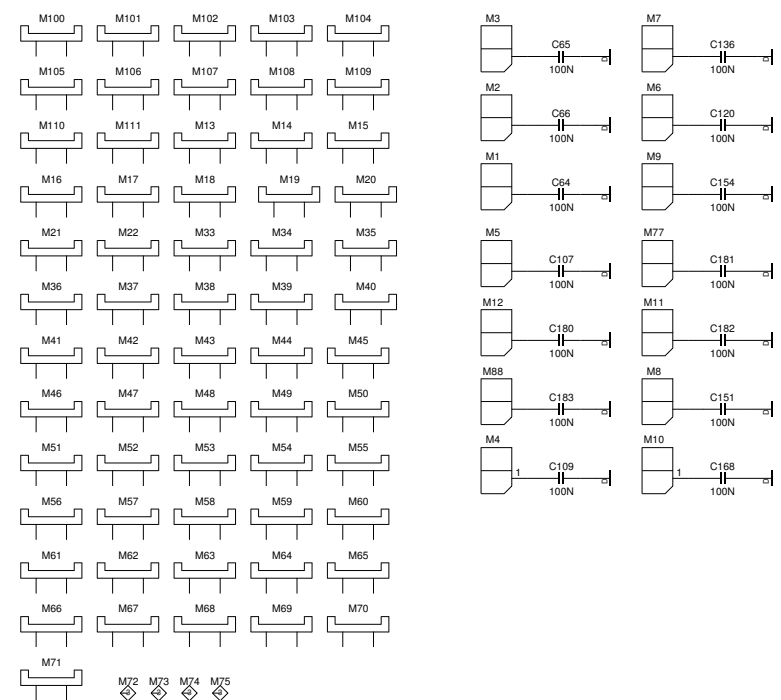 M100 M101 M102 M103 M104
M105 M106 M107 M108 M109
M110 M111 M13 M14 M15
M16 M17 M18 M19 M20
M21 M22 M33 M34 M35
M36 M37 M38 M39 M40
M41 M42 M43 M44 M45
M46 M47 M48 M49 M50
M51 M52 M53 M54 M55
M56 M57 M58 M59 M60
M61 M62 M63 M64 M65
M66 M67 M68 M69 M70
M71
M72 M73 M74 M75
M3 M7
C65 D C136 D
100N 100N
M2 M6
C66 D C120 D
100N 100N
M1 M9
C64 D C154 D
100N 100N
M5 M77
C107 D C181 D
100N 100N
M12 M11
C180 D C182 D
100N 100N
M88 M8
C183 D C151 D
100N 100N
M4 M10
1 C109 D 1 C168 D
100N 100N